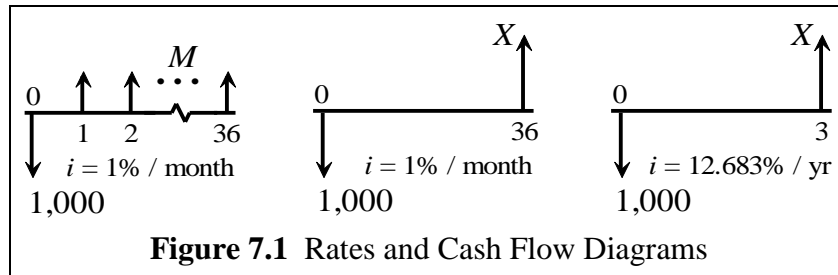 M
0
...
1 2 36
i = 1% / month
1,000
X
0
36
i = 1% / month
1,000
X
0
3
i = 12.683% / yr
1,000
Figure 7.1 Rates and Cash Flow Diagrams